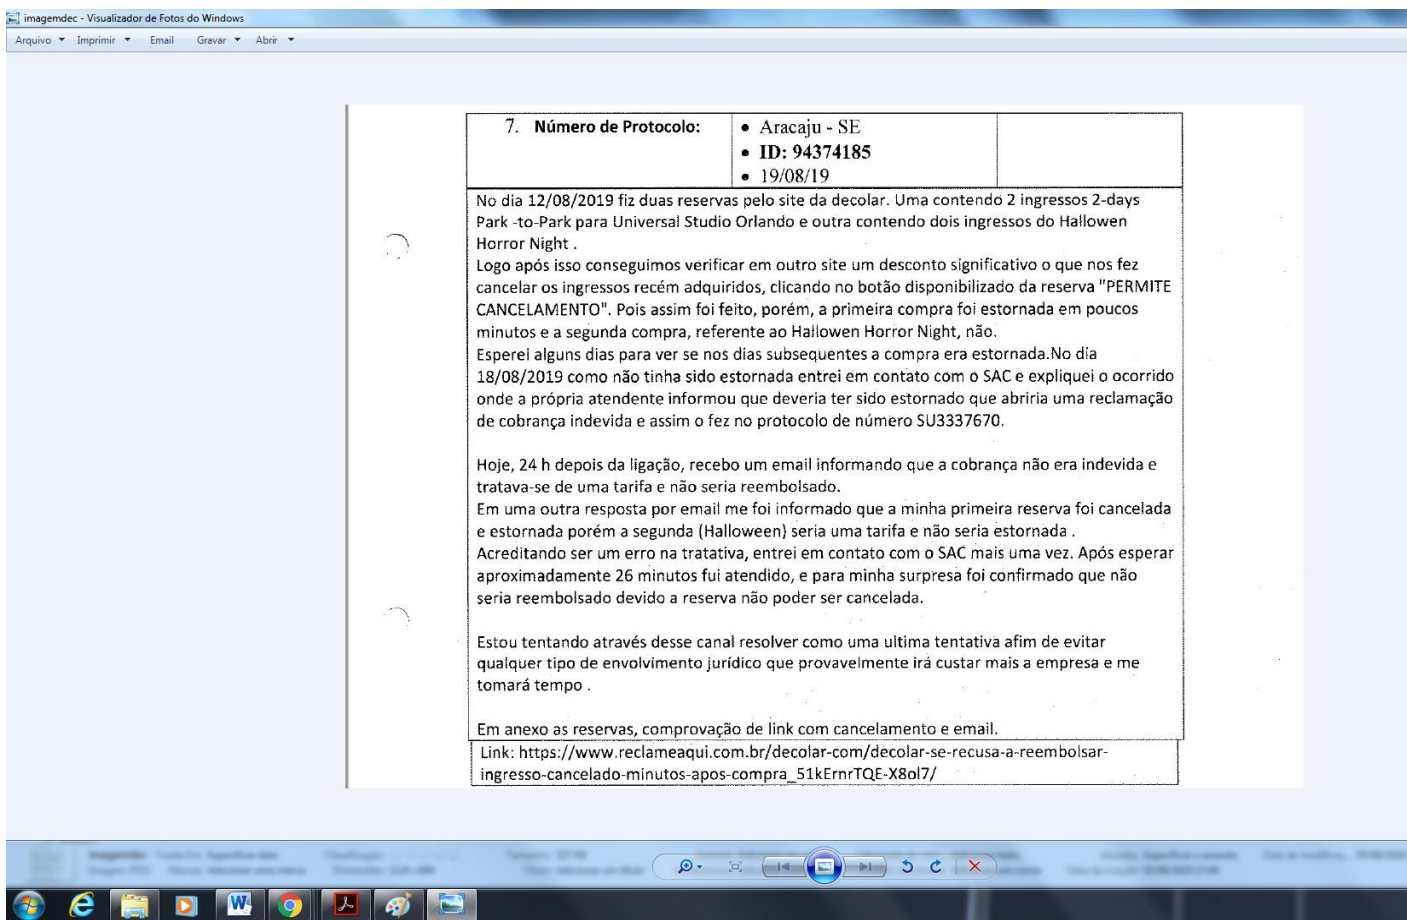 imagemdec - Visualizador de Fotos do Windows
Arquivo Imprimir Email Gravar Abrir
7. Número de Protocolo:
• Aracaju - SE
• ID: 94374185
• 19/08/19
No dia 12/08/2019 fiz duas reservas pelo site da decolar. Uma contendo 2 ingressos 2-days
Park -to-Park para Universal Studio Orlando e outra contendo dois ingressos do Hallowen
Horror Night .
Logo após isso conseguimos verificar em outro site um desconto significativo o que nos fez
cancelar os ingressos recém adquiridos, clicando no botão disponibilizado da reserva "PERMITE
CANCELAMENTO". Pois assim foi feito, porém, a primeira compra foi estornada em poucos
minutos e a segunda compra, referente ao Hallowen Horror Night, não.
Esperei alguns dias para ver se nos dias subsequentes a compra era estornada.No dia
18/08/2019 como não tinha sido estornada entrei em contato com o SAC e expliquei o ocorrido
onde a própria atendente informou que deveria ter sido estornado que abriria uma reclamação
de cobrança indevida e assim o fez no protocolo de número SU3337670.
Hoje, 24 h depois da ligação, recebo um email informando que a cobrança não era indevida e
tratava-se de uma tarifa e não seria reembolsado.
Em uma outra resposta por email me foi informado que a minha primeira reserva foi cancelada
e estornada porém a segunda (Halloween) seria uma tarifa e não seria estornada .
Acreditando ser um erro na tratativa, entrei em contato com o SAC mais uma vez. Após esperar
aproximadamente 26 minutos fui atendido, e para minha surpresa foi confirmado que não
seria reembolsado devido a reserva não poder ser cancelada.
Estou tentando através desse canal resolver como uma ultima tentativa afim de evitar
qualquer tipo de envolvimento jurídico que provavelmente irá custar mais a empresa e me
tomará tempo .
Em anexo as reservas, comprovação de link com cancelamento e email.
Link: https://www.reclameaqui.com.br/decolar-com/decolar-se-recusa-a-reembolsar-
ingresso-cancelado-minutos-apos-compra_51kErnrTQE-X8ol7/